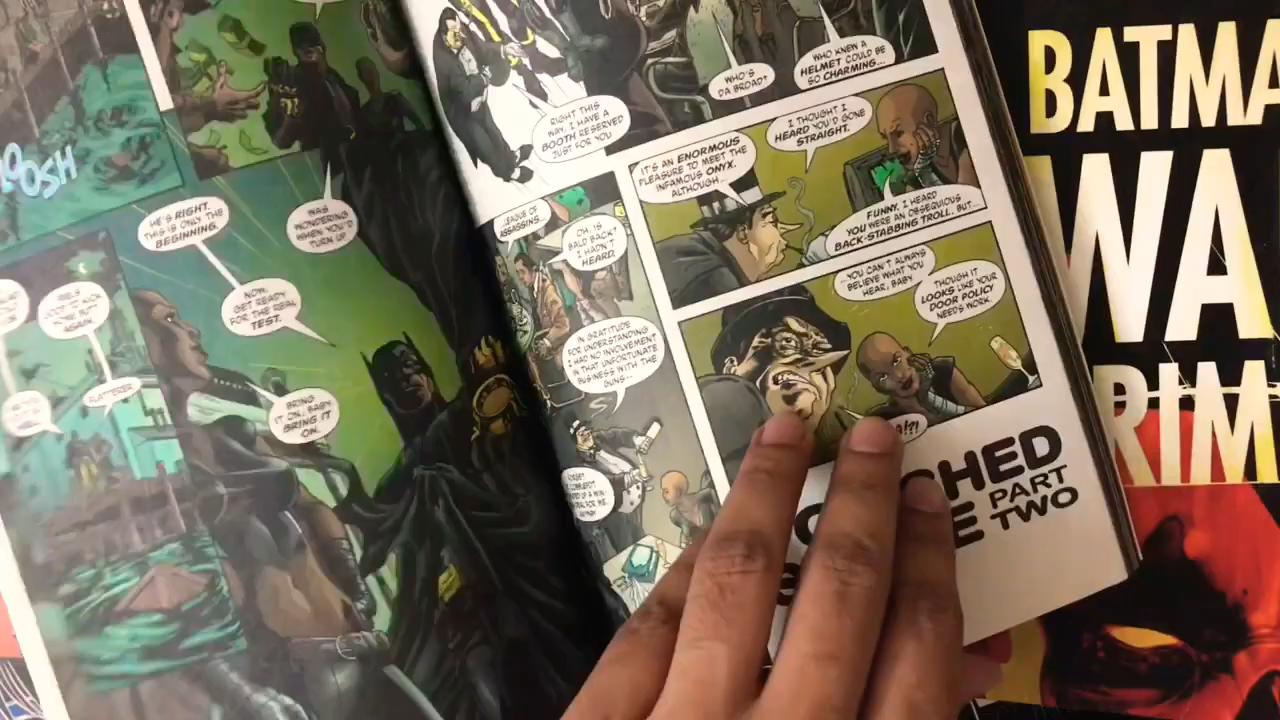 OOSH
HE'S RIGHT.
THIS IS ONLY THE
BEGINNING.
WAS
WONDERING
WHEN YOU'D
TURN UP
NOW,
GET READY
FOR THE REAL
TEST.
AGAIN
FLATTERER
BRING
IT ON, BABY.
BRING IT
ON.
RIGHT THIS
WAY. I HAVE A
BOOTH RESERVED
JUST FOR YOU
WHO'S
DA BROAD?
WHO KNEW A
HELMET COULD BE
SO CHARMING...
LEAGUE OF
ASSASSINS...
OH, IS
BALD BACK?
I HADN'T
HEARD.
IN GRATITUDE
FOR UNDERSTANDING
I HAD NO INVOLVEMENT
IN THAT UNFORTUNATE
BUSINESS WITH THE
GUNS--
IT'S AN ENORMOUS
PLEASURE TO MEET THE
INFAMOUS ONYX.
ALTHOUGH...
I THOUGHT I
HEARD YOU'D GONE
STRAIGHT.
FUNNY, I HEARD
YOU WERE AN OBSEQUIOUS
BACK-STABBING TROLL. BUT...
YOU CAN'T ALWAYS
BELIEVE WHAT YOU
HEAR, BABY.
THOUGH IT
LOOKS LIKE YOUR
DOOR POLICY
NEEDS WORK.
!?!
CHED
E PART
TWO
BATMA
WA
RIM